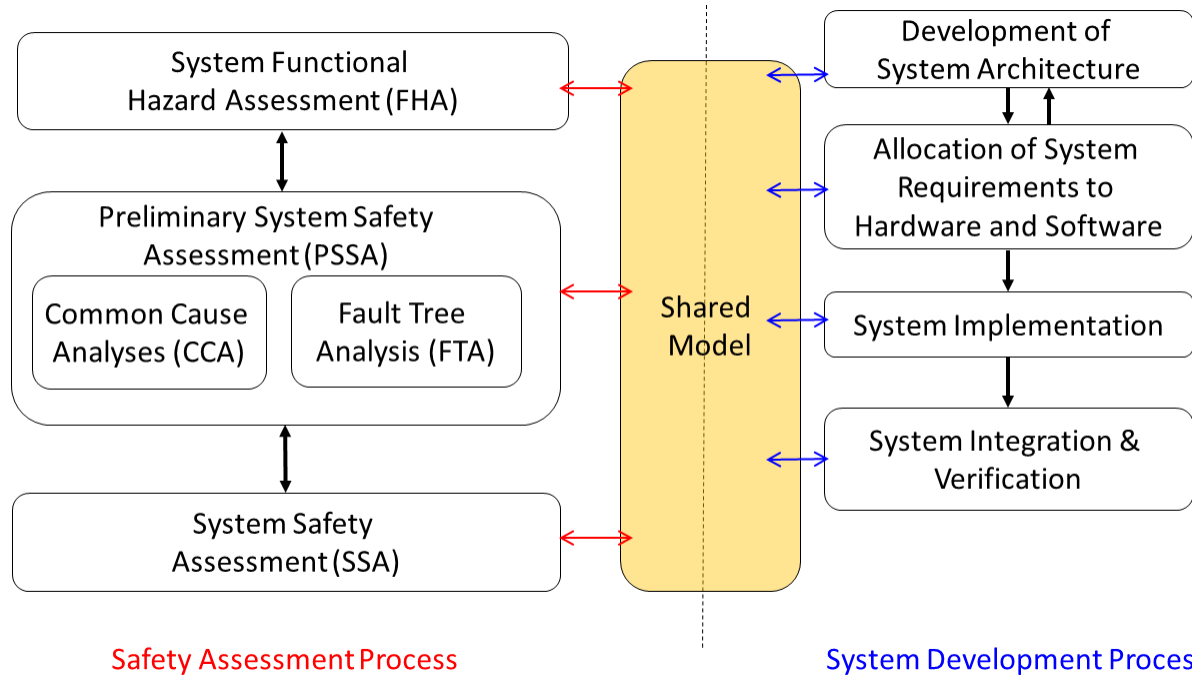 System Functional
Hazard Assessment (FHA)
Preliminary System Safety
Assessment (PSSA)
Common Cause
Analyses (CCA)
Fault Tree
Analysis (FTA)
System Safety
Assessment (SSA)
Safety Assessment Process
Shared
Model
Development of
System Architecture
Allocation of System
Requirements to
Hardware and Software
System Implementation
System Integration &
Verification
System Development Proces